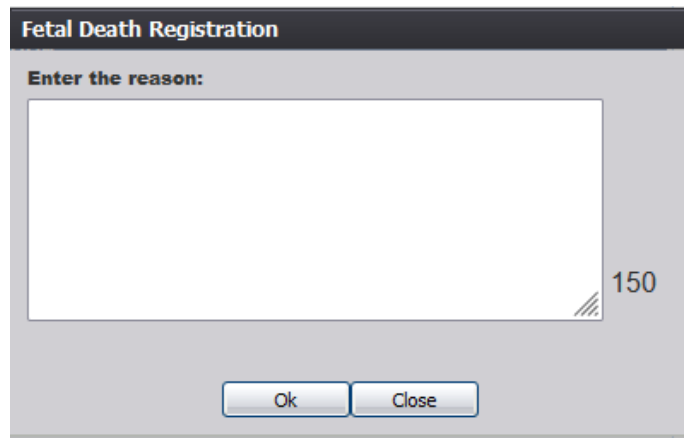 Fetal Death Registration
Enter the reason:
150
Ok
Close